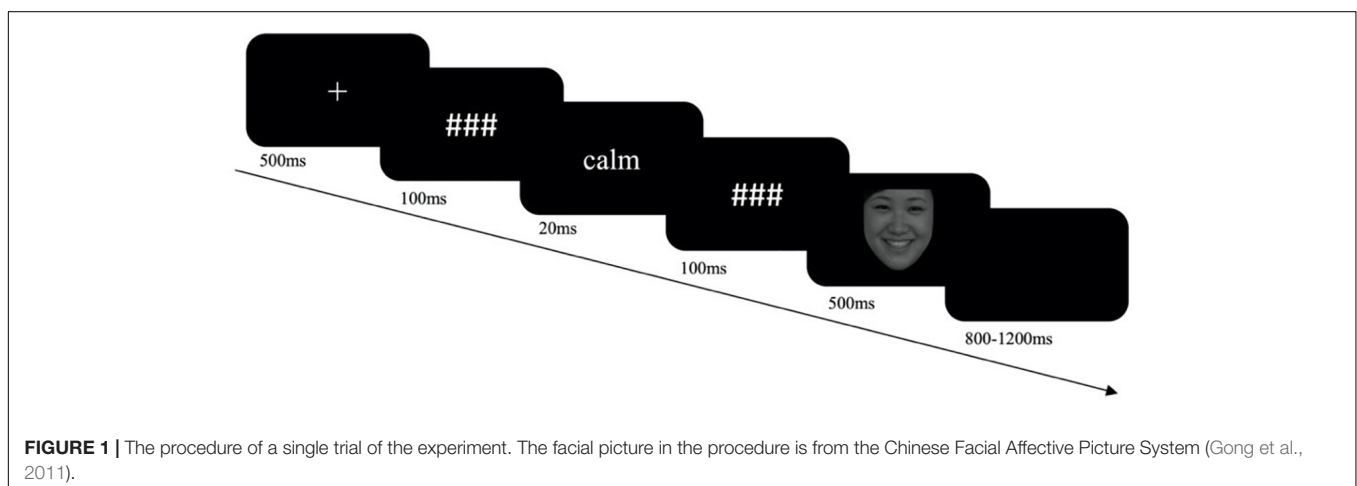 +
###
calm
###
500ms
100ms
20ms
100ms
500ms
800-1200ms
FIGURE 1 | The procedure of a single trial of the experiment. The facial picture in the procedure is from the Chinese Facial Affective Picture System (Gong et al.,
2011).